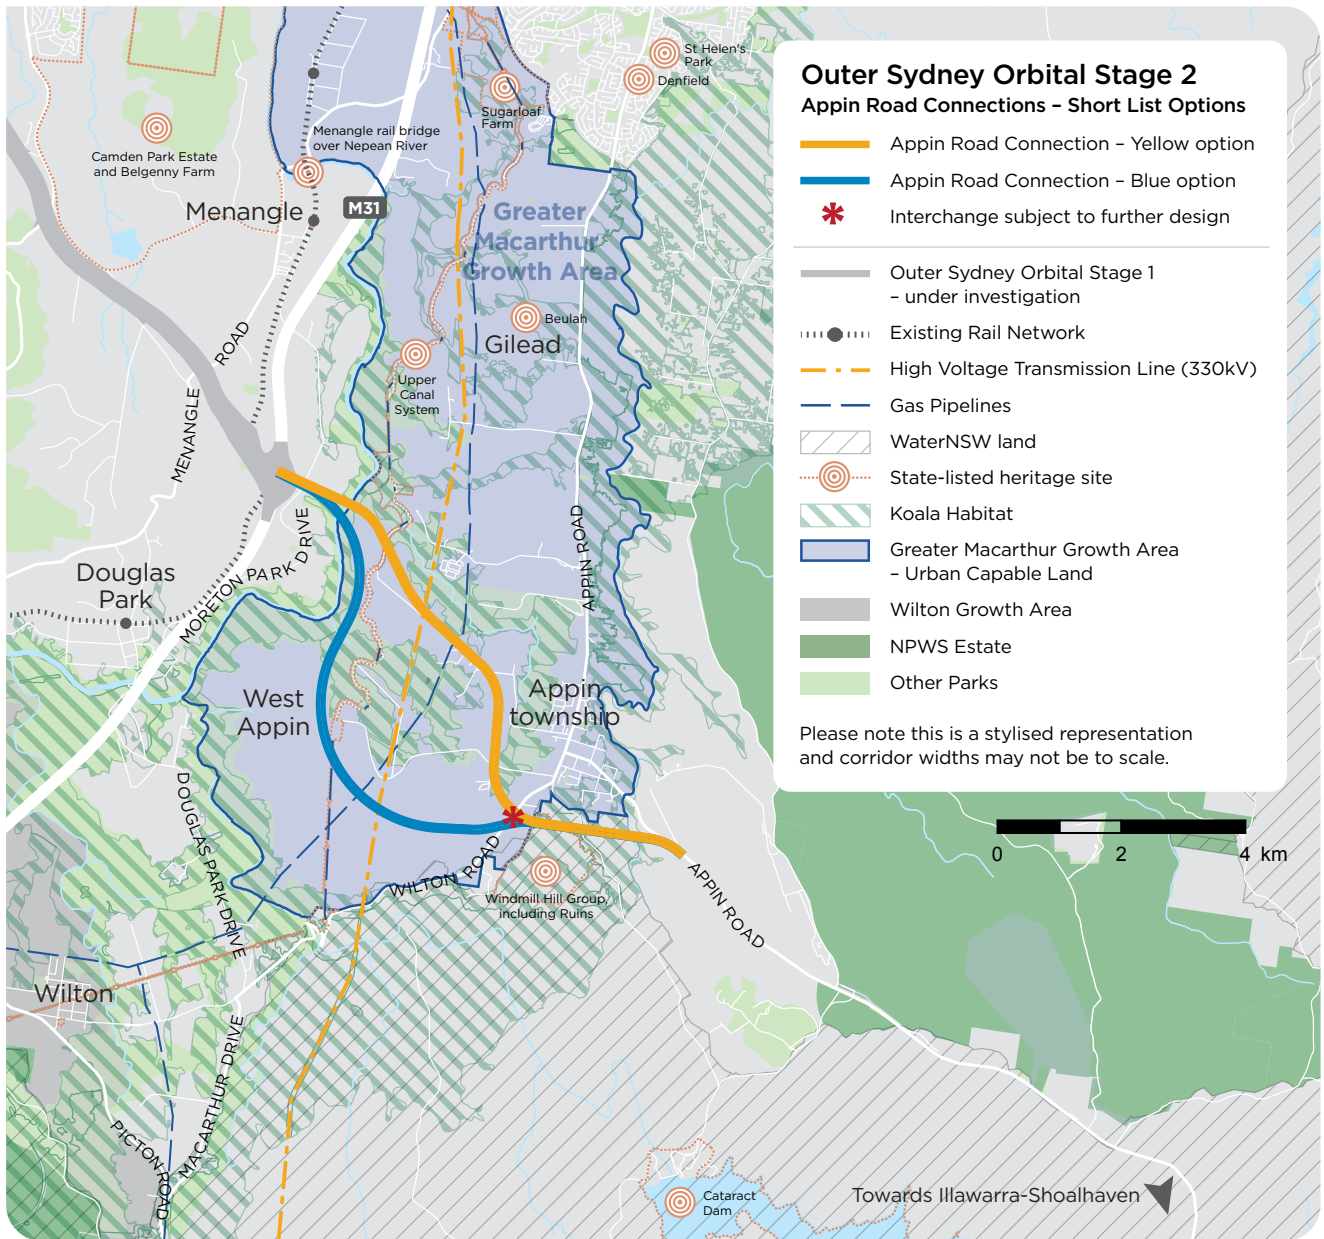 Outer Sydney Orbital Stage 2
Appin Road Connections – Short List Options
Appin Road Connection – Yellow option
Appin Road Connection – Blue option
Interchange subject to further design
Outer Sydney Orbital Stage 1
– under investigation
Existing Rail Network
High Voltage Transmission Line (330kV)
Gas Pipelines
WaterNSW land
State-listed heritage site
Koala Habitat
Greater Macarthur Growth Area
– Urban Capable Land
Wilton Growth Area
NPWS Estate
Other Parks
Please note this is a stylised representation
and corridor widths may not be to scale.
0
2
4 km
St Helen's
Park
Denfield
Sugarloaf
Farm
Menangle rail bridge
over Nepean River
Camden Park Estate
and Belgenny Farm
Menangle
M31
Greater
Macarthur
Growth Area
Beulah
Gilead
Upper
Canal
System
MENANGLE
ROAD
APPIN ROAD
Douglas
Park
MORETON PARK DRIVE
West
Appin
Appin
township
DOUGLAS PARK DRIVE
WILTON ROAD
Windmill Hill Group,
including Ruins
APPIN ROAD
Wilton
MACARTHUR DRIVE
PICTON ROAD
Cataract
Dam
Towards Illawarra-Shoalhaven